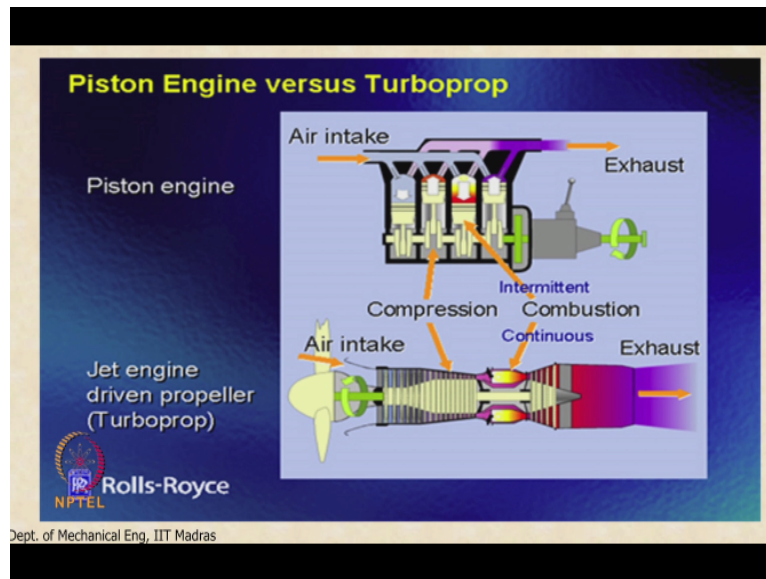 Piston Engine versus Turboprop
Air intake
Exhaust
Piston engine
Intermittent
Compression
Combustion
Continuous
Air intake
Exhaust
Jet engine
driven propeller
(Turboprop)
RR
Rolls-Royce
NPTEL
Dept. of Mechanical Eng, IIT Madras